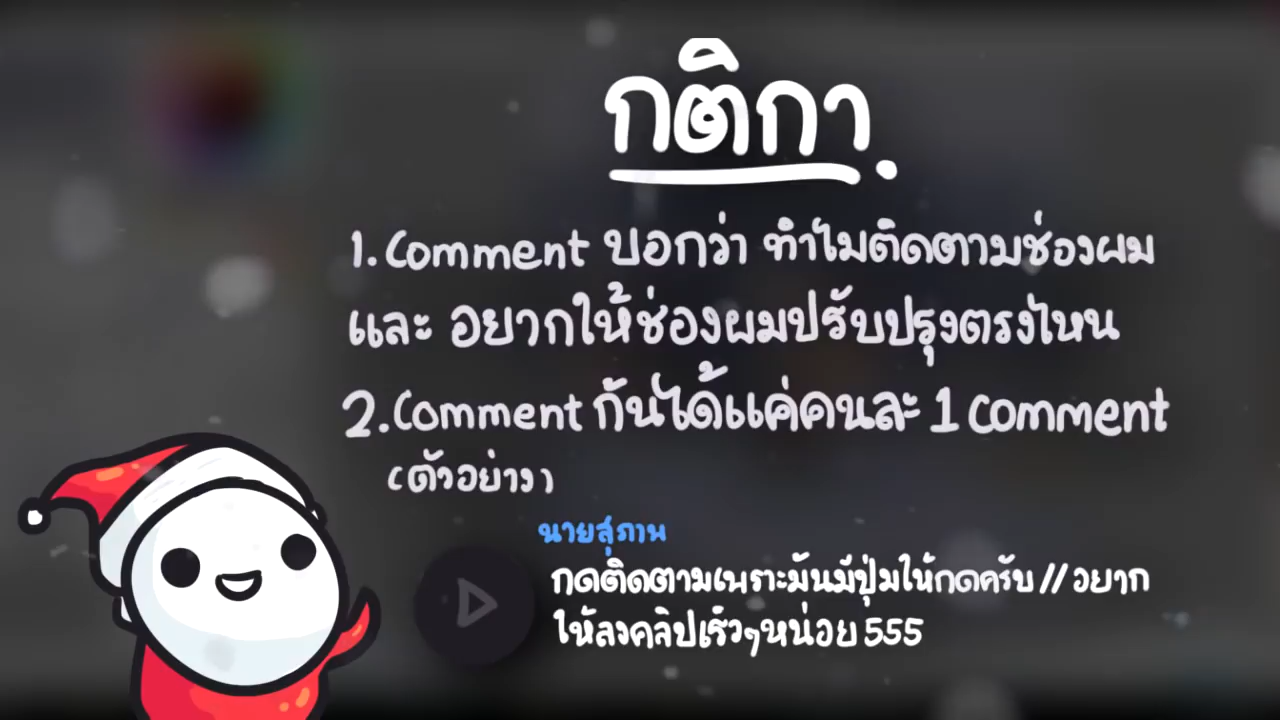 กติกา.
1. Comment บอกว่า ทำไมติดตามช่องผม
และ อยากให้ช่องผมปรับปรุงตรงไหน
2. Comment กันได้แค่คนละ 1 comment
(ตัวอย่าง)
นายสุภาพ
กดติดตามเพราะมันมีปุ่มให้กดครับ // อยาก
ให้ลงคลิปเร็วๆหน่อย 555